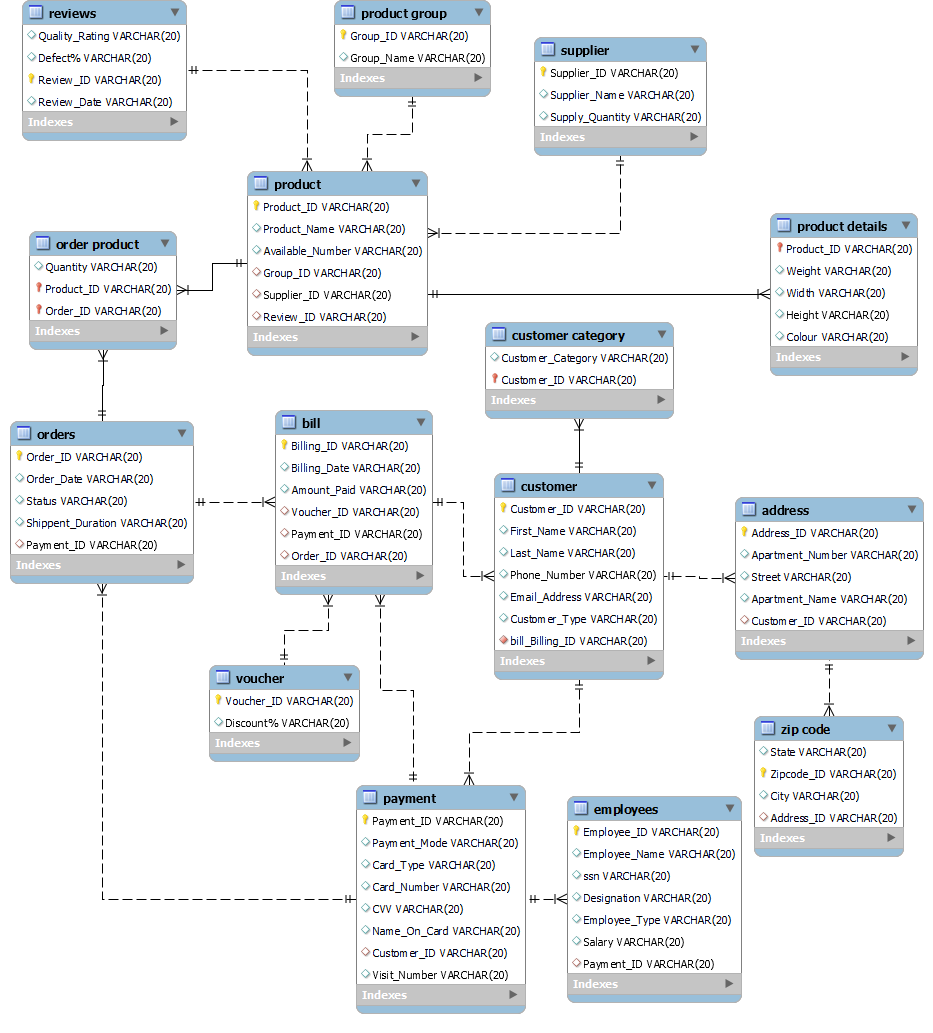 reviews
Quality_Rating VARCHAR(20)
Defect% VARCHAR(20)
Review_ID VARCHAR(20)
Review_Date VARCHAR(20)
Indexes
product group
Group_ID VARCHAR(20)
Group_Name VARCHAR(20)
Indexes
supplier
Supplier_ID VARCHAR(20)
Supplier_Name VARCHAR(20)
Supply_Quantity VARCHAR(20)
Indexes
product
Product_ID VARCHAR(20)
Product_Name VARCHAR(20)
Available_Number VARCHAR(20)
Group_ID VARCHAR(20)
Supplier_ID VARCHAR(20)
Review_ID VARCHAR(20)
Indexes
product details
Product_ID VARCHAR(20)
Weight VARCHAR(20)
Width VARCHAR(20)
Height VARCHAR(20)
Colour VARCHAR(20)
Indexes
order product
Quantity VARCHAR(20)
Product_ID VARCHAR(20)
Order_ID VARCHAR(20)
Indexes
customer category
Customer_Category VARCHAR(20)
Customer_ID VARCHAR(20)
Indexes
orders
Order_ID VARCHAR(20)
Order_Date VARCHAR(20)
Status VARCHAR(20)
Shippent_Duration VARCHAR(20)
Payment_ID VARCHAR(20)
Indexes
bill
Billing_ID VARCHAR(20)
Billing_Date VARCHAR(20)
Amount_Paid VARCHAR(20)
Voucher_ID VARCHAR(20)
Payment_ID VARCHAR(20)
Order_ID VARCHAR(20)
Indexes
customer
Customer_ID VARCHAR(20)
First_Name VARCHAR(20)
Last_Name VARCHAR(20)
Phone_Number VARCHAR(20)
Email_Address VARCHAR(20)
Customer_Type VARCHAR(20)
bill_Billing_ID VARCHAR(20)
Indexes
address
Address_ID VARCHAR(20)
Apartment_Number VARCHAR(20)
Street VARCHAR(20)
Apartment_Name VARCHAR(20)
Customer_ID VARCHAR(20)
Indexes
voucher
Voucher_ID VARCHAR(20)
Discount% VARCHAR(20)
Indexes
zip code
State VARCHAR(20)
Zipcode_ID VARCHAR(20)
City VARCHAR(20)
Address_ID VARCHAR(20)
Indexes
payment
Payment_ID VARCHAR(20)
Payment_Mode VARCHAR(20)
Card_Type VARCHAR(20)
Card_Number VARCHAR(20)
CVV VARCHAR(20)
Name_On_Card VARCHAR(20)
Customer_ID VARCHAR(20)
Visit_Number VARCHAR(20)
Indexes
employees
Employee_ID VARCHAR(20)
Employee_Name VARCHAR(20)
ssn VARCHAR(20)
Designation VARCHAR(20)
Employee_Type VARCHAR(20)
Salary VARCHAR(20)
Payment_ID VARCHAR(20)
Indexes